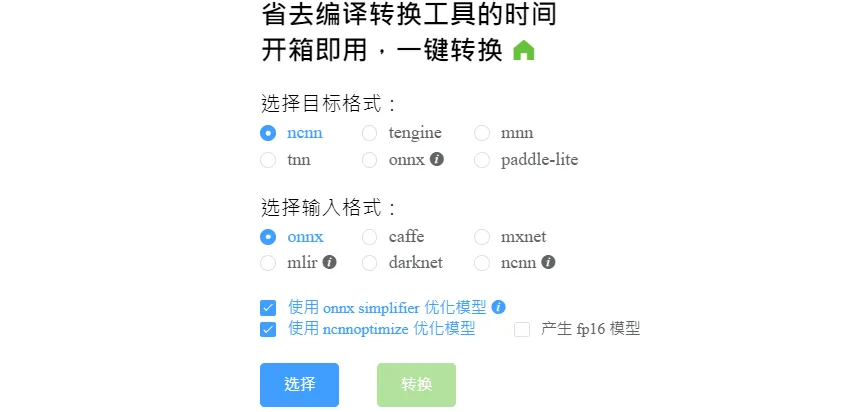 省去编译转换工具的时间
开箱即用，一键转换
选择目标格式：
ncnn tengine mnn
tnn onnx paddle-lite
选择输入格式：
onnx caffe mxnet
mlir darknet ncnn
使用 onnx simplifier 优化模型
使用 ncnnoptimize 优化模型 产生 fp16 模型
选择 转换